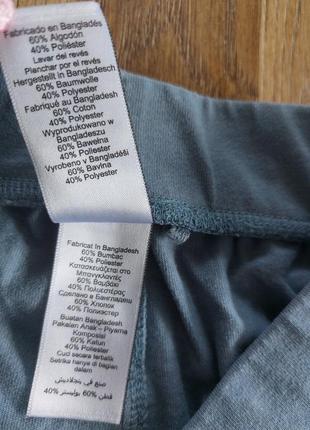 Fabricado en Bangladés
60% Algodón
40% Poliéster
Lavar del revés
Planchar por el revés
Hergestellt in Bangladesch
60% Baumwolle
40% Polyester
Fabriqué au Bangladesh
60% Coton
40% Polyester
Wyprodukowano w
Bangladeszu
60% Bawełna
40% Poliester
Vyrobeno v Bangladéši
60% Bavlna
40% Polyester
Fabricat în Bangladesh
60% Bumbac
40% Poliester
Κατασκευάζεται στο
Μπανγκλαντές
60% Βαμβάκι
40% Πολυεστέρας
Сделано в Бангладеш
60% Хлопок
40% Полиэстер
Buatan Bangladesh
Pakaian Anak - Piyama
Komposisi
60% Katun
40% Poliester
Cuci secara terbalik
Setrika hanya di bagian
dalam
صنع في بنجلاديش
قطن 60% بوليستر 40%